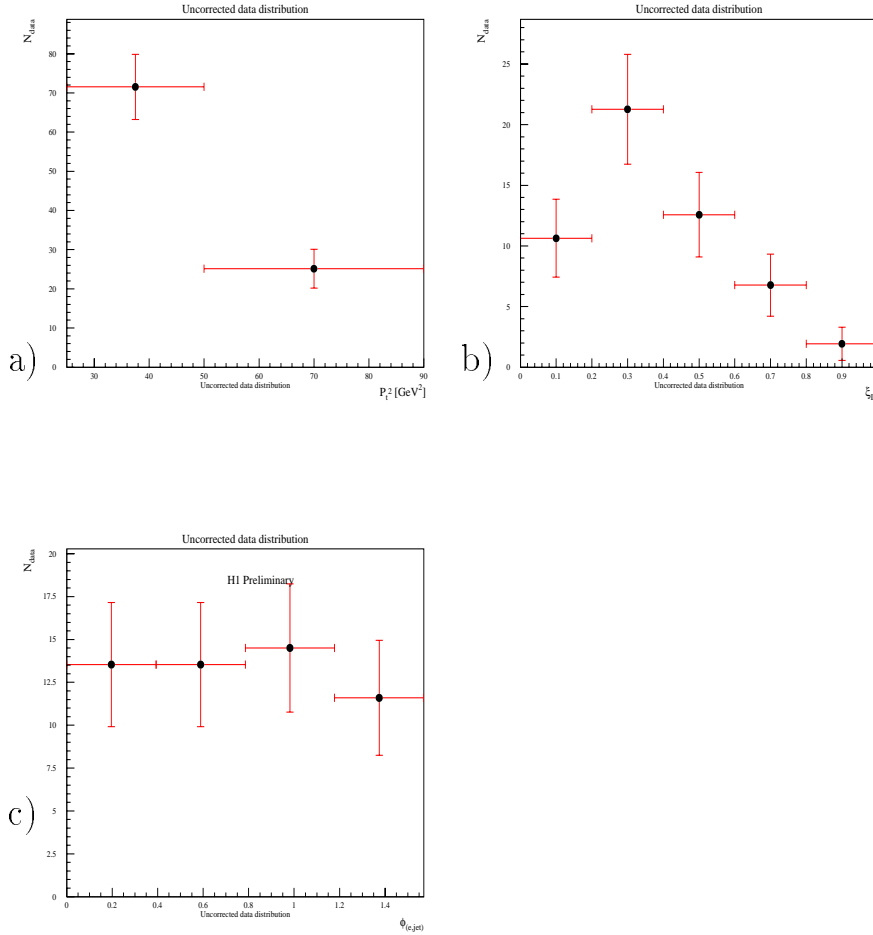 Uncorrected data distribution
N_data
80
70
60
50
40
30
20
10
0
30 40 50 60 70 80 90
Uncorrected data distribution
P_t^2 [GeV^2]
a)
Uncorrected data distribution
N_data
25
20
15
10
5
0
0 0.1 0.2 0.3 0.4 0.5 0.6 0.7 0.8 0.9
Uncorrected data distribution
b)
Uncorrected data distribution
N_data
H1 Preliminary
20
17.5
15
12.5
10
7.5
5
2.5
0
0 0.2 0.4 0.6 0.8 1 1.2 1.4
Uncorrected data distribution
ϕ_(e,jet)
c)